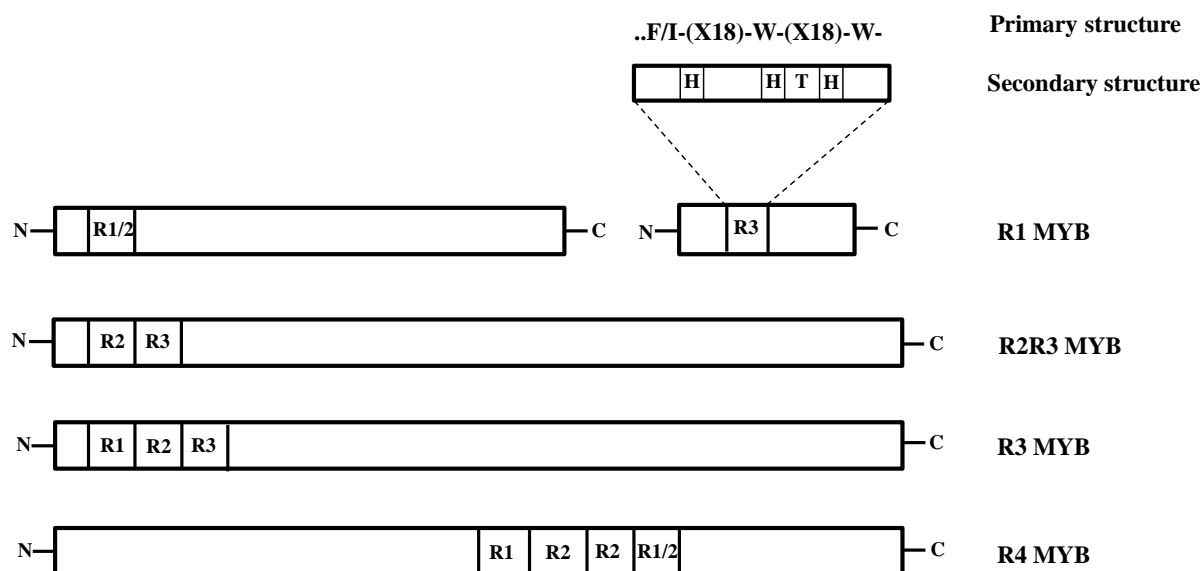 ..F/I-(X18)-W-(X18)-W- Primary structure
H H T H Secondary structure
N R1/2 C N R3 C R1 MYB
N R2 R3 C R2R3 MYB
N R1 R2 R3 C R3 MYB
N R1 R2 R2 R1/2 C R4 MYB